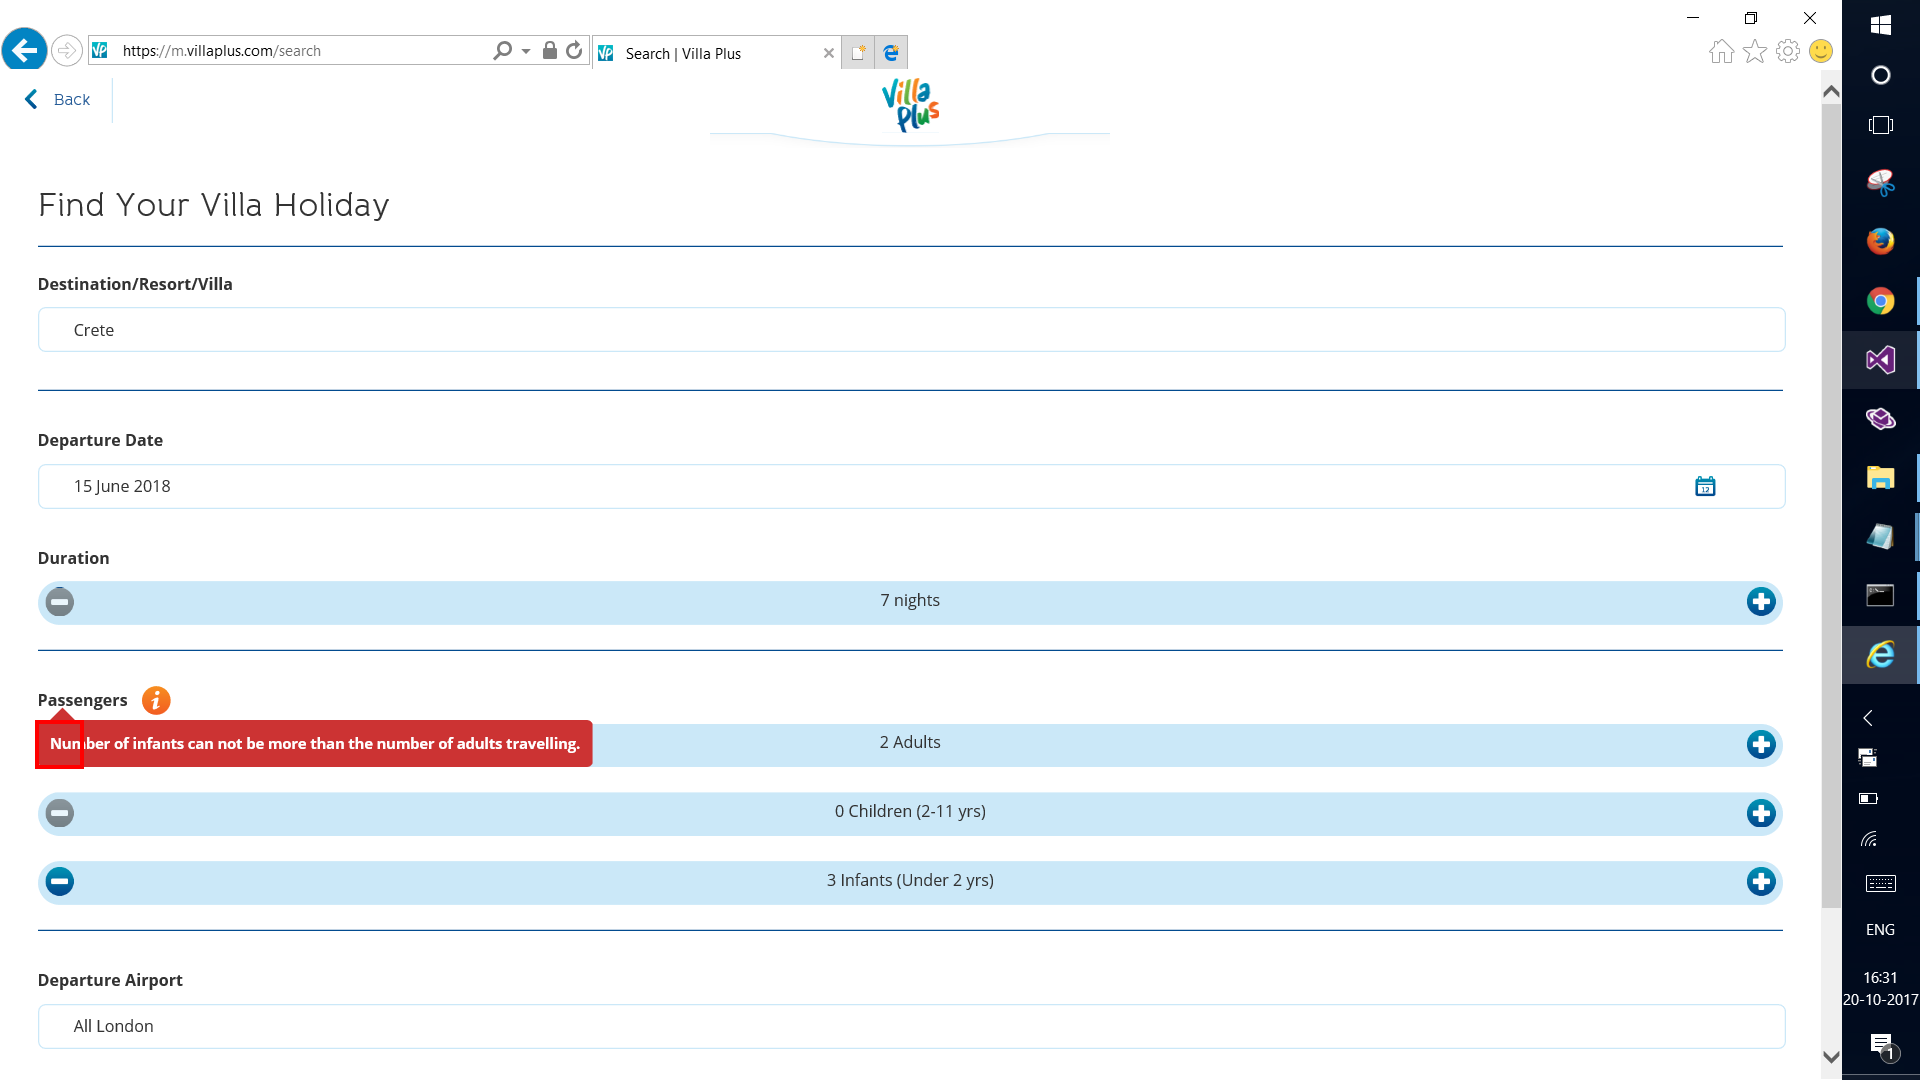 https://m.villaplus.com/search
Search | Villa Plus
Back
Villa
Plus
Find Your Villa Holiday
Destination/Resort/Villa
Crete
Departure Date
15 June 2018
12
Duration
7 nights
Passengers
Number of infants can not be more than the number of adults travelling.
2 Adults
0 Children (2-11 yrs)
3 Infants (Under 2 yrs)
Departure Airport
All London
ENG
16:31
20-10-2017
1